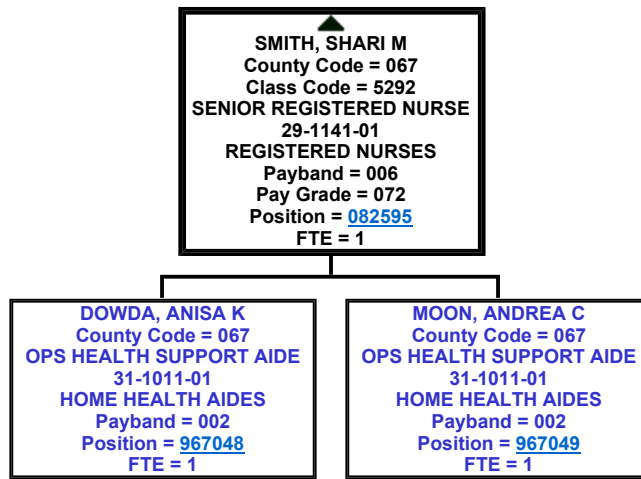 SMITH, SHARI M
County Code = 067
Class Code = 5292
SENIOR REGISTERED NURSE
29-1141-01
REGISTERED NURSES
Payband = 006
Pay Grade = 072
Position = 082595
FTE = 1
DOWDA, ANISA K
County Code = 067
OPS HEALTH SUPPORT AIDE
31-1011-01
HOME HEALTH AIDES
Payband = 002
Position = 967048
FTE = 1
MOON, ANDREA C
County Code = 067
OPS HEALTH SUPPORT AIDE
31-1011-01
HOME HEALTH AIDES
Payband = 002
Position = 967049
FTE = 1